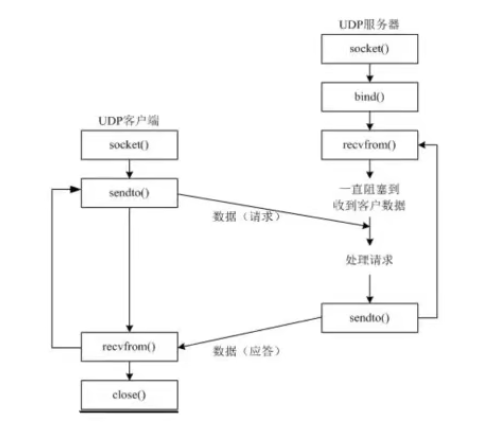 UDP服务器
socket()
bind()
UDP客户端
socket()
recvfrom()
sendto()
一直阻塞到
收到客户数据
数据（请求）
处理请求
sendto()
recvfrom()
数据（应答）
close()